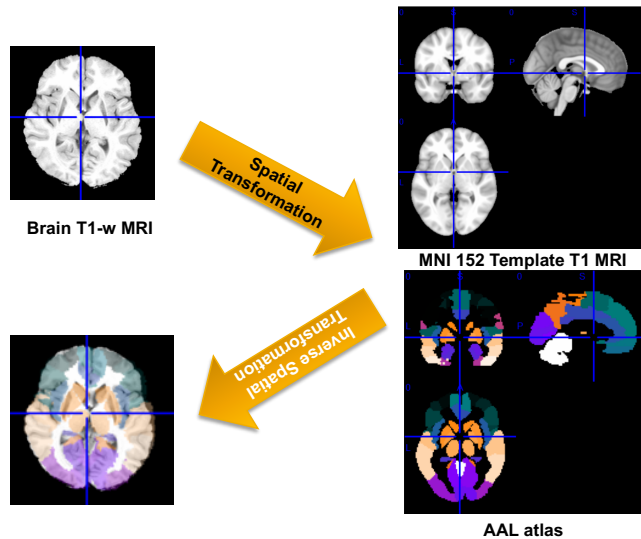 Brain T1-w MRI
Spatial
Transformation
MNI 152 Template T1 MRI
Inverse Spatial
Transformation
AAL atlas